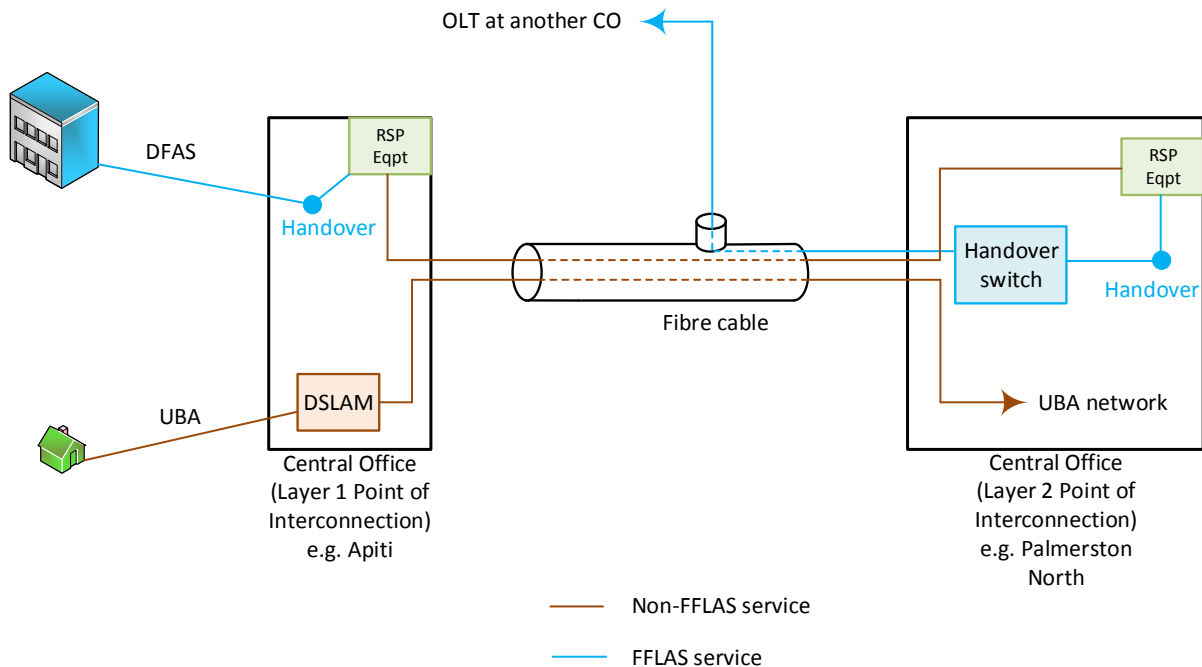 OLT at another CO
DFAS
RSP
Eqpt
Handover
RSP
Eqpt
Handover
switch
Handover
Fibre cable
UBA
DSLAM
UBA network
Central Office
(Layer 1 Point of
Interconnection)
e.g. Apiti
Central Office
(Layer 2 Point of
Interconnection)
e.g. Palmerston
North
Non-FFLAS service
FFLAS service